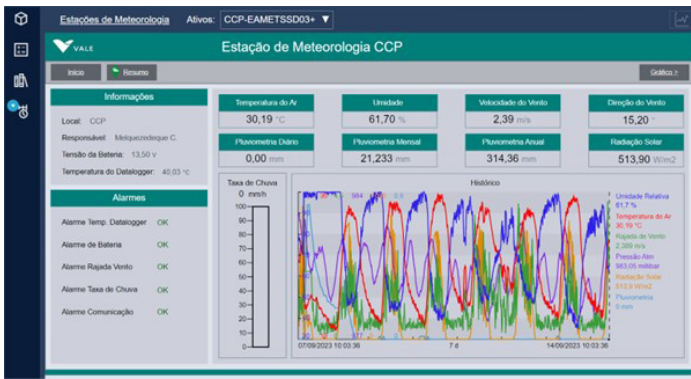 Estações de Meteorologia Ativos: CCP-EAMETSSD03+ ▼
VALE Estação de Meteorologia CCP
Início Resumo Gráfico >
Informações
Local: CCP
Responsável: Melquezedeque C.
Tensão da Bateria: 13,50 v
Temperatura do Datalogger: 40,03 °C
Alarmes
Alarme Temp. Datalogger OK
Alarme de Bateria OK
Alarme Rajada Vento OK
Alarme Taxa de Chuva OK
Alarme Comunicação OK
Temperatura do Ar Umidade Velocidade do Vento Direção do Vento
30,19 °C 61,70 % 2,39 m/s 15,20 °
Pluviometria Diário Pluviometria Mensal Pluviometria Anual Radiação Solar
0,00 mm 21,233 mm 314,36 mm 513,90 W/m2
Taxa de Chuva
0 mm/h
100
90
80
70
60
50
40
30
20
10
0
Histórico
984
07/09/2023 10:03:36 7 d 14/09/2023 10:03:36
Umidade Relativa
61,7 %
Temperatura do Ar
30,19 °C
Rajada de Vento
2,389 m/s
Pressão Atm
983,05 milibar
Radiação Solar
513,9 W/m2
Pluviometria
0 mm